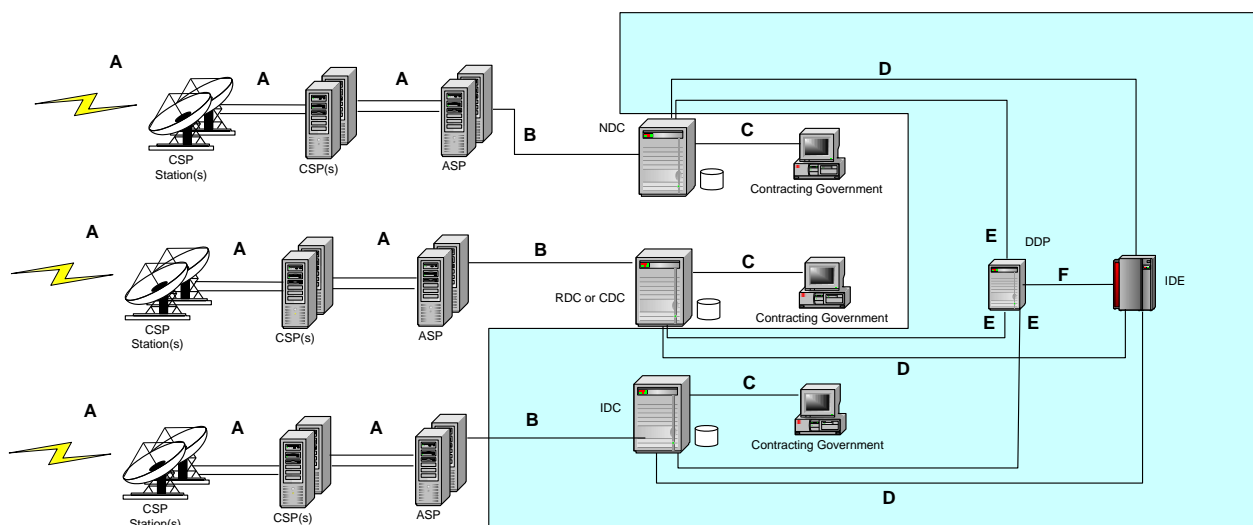 A
A
A
D
B
NDC
C
CSP
Station(s)
CSP(s)
ASP
Contracting Government
A
A
A
B
C
E
DDP
F
IDE
RDC or CDC
CSP
Station(s)
CSP(s)
ASP
Contracting Government
E
E
D
A
A
A
B
IDC
C
Contracting Government
CSP
Station(s)
CSP(s)
ASP
D